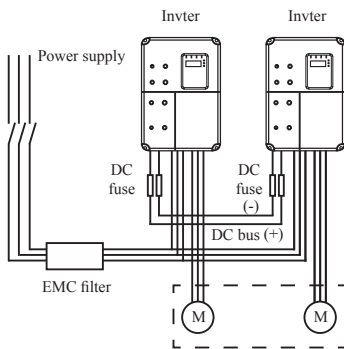 Invter Invter
Power supply
DC DC
fuse fuse
(-)
DC bus (+)
EMC filter
M M